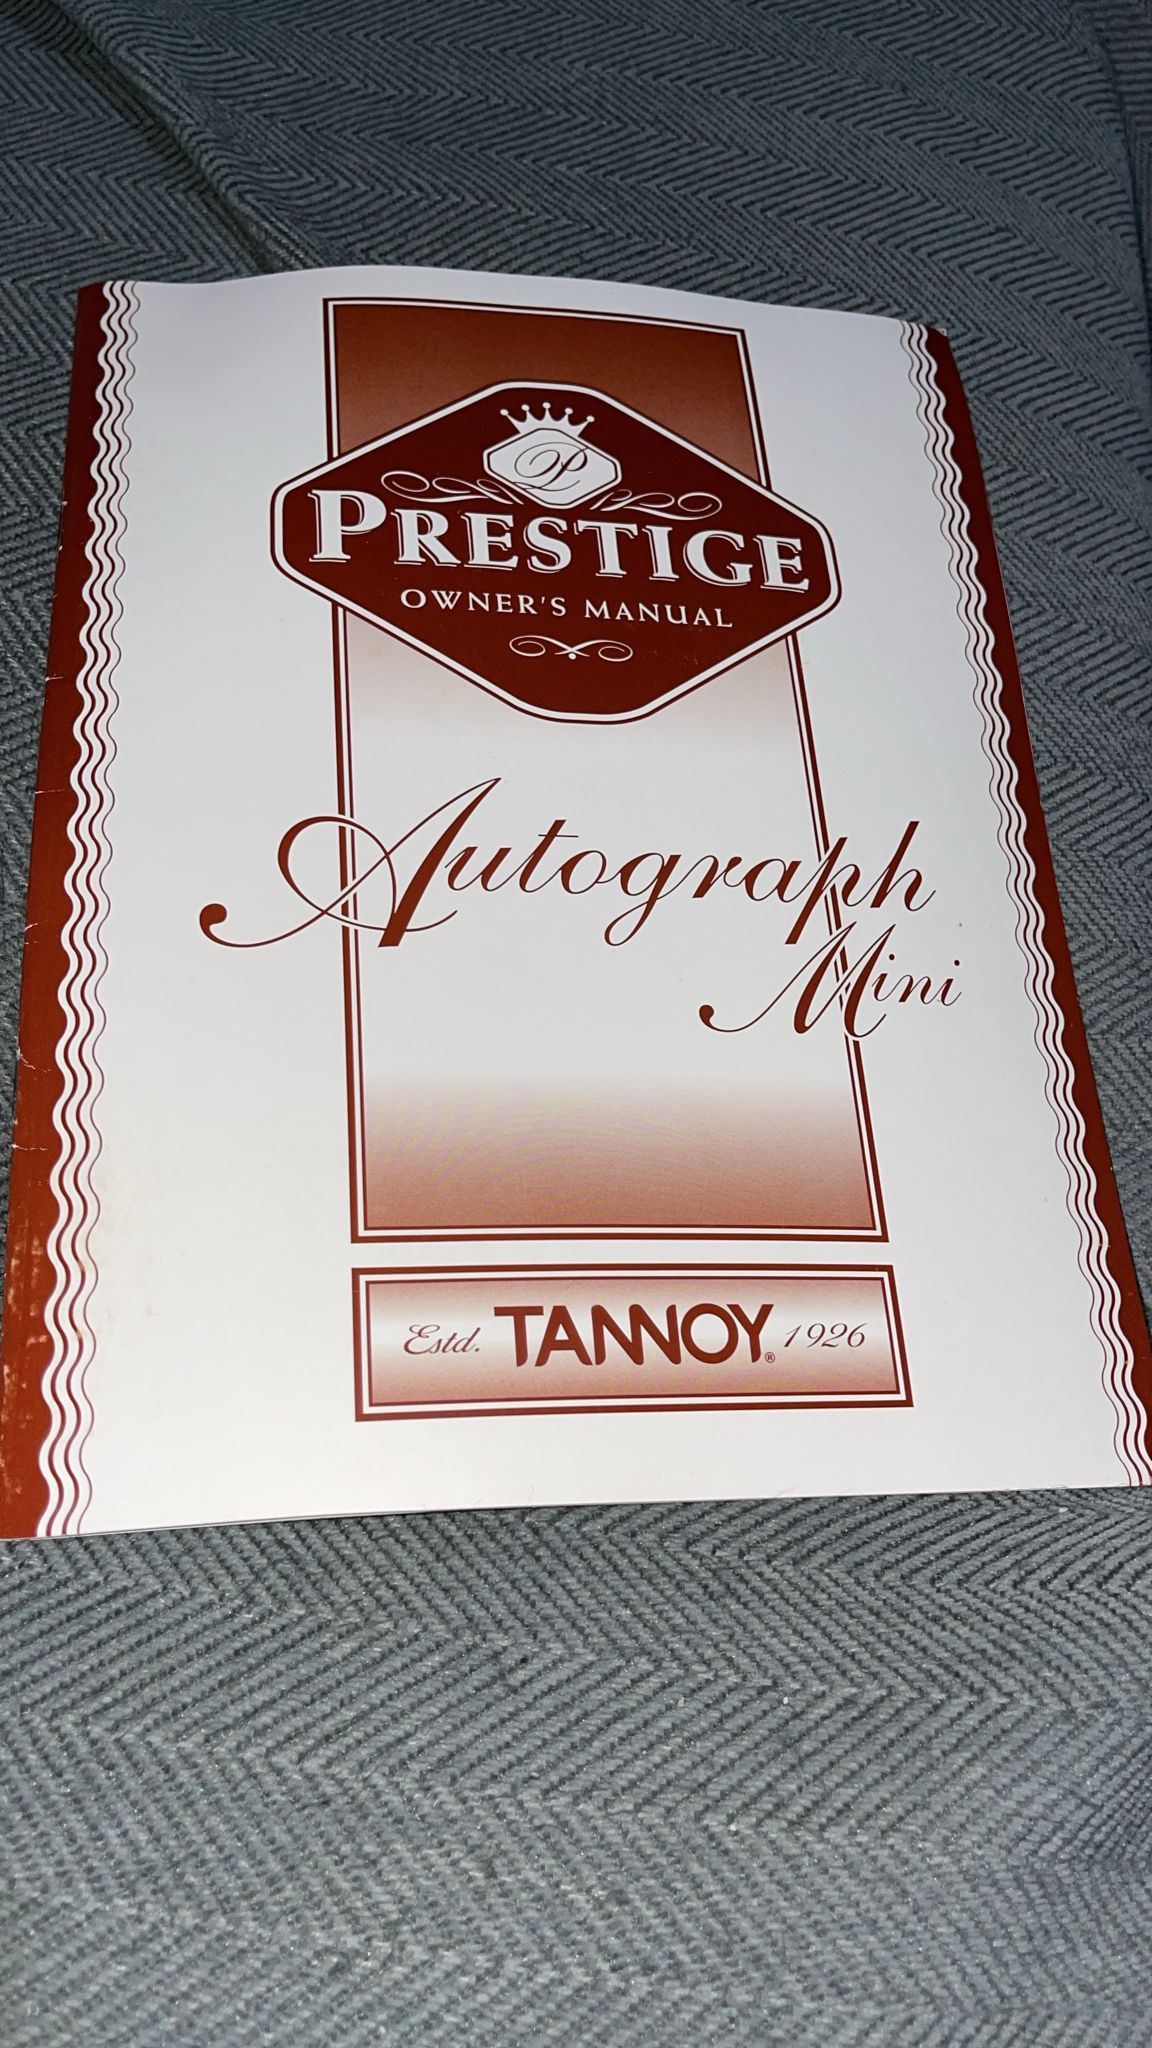 P
PRESTIGE
OWNER'S MANUAL
Autograph
Mini
Estd. TANNOY® 1926